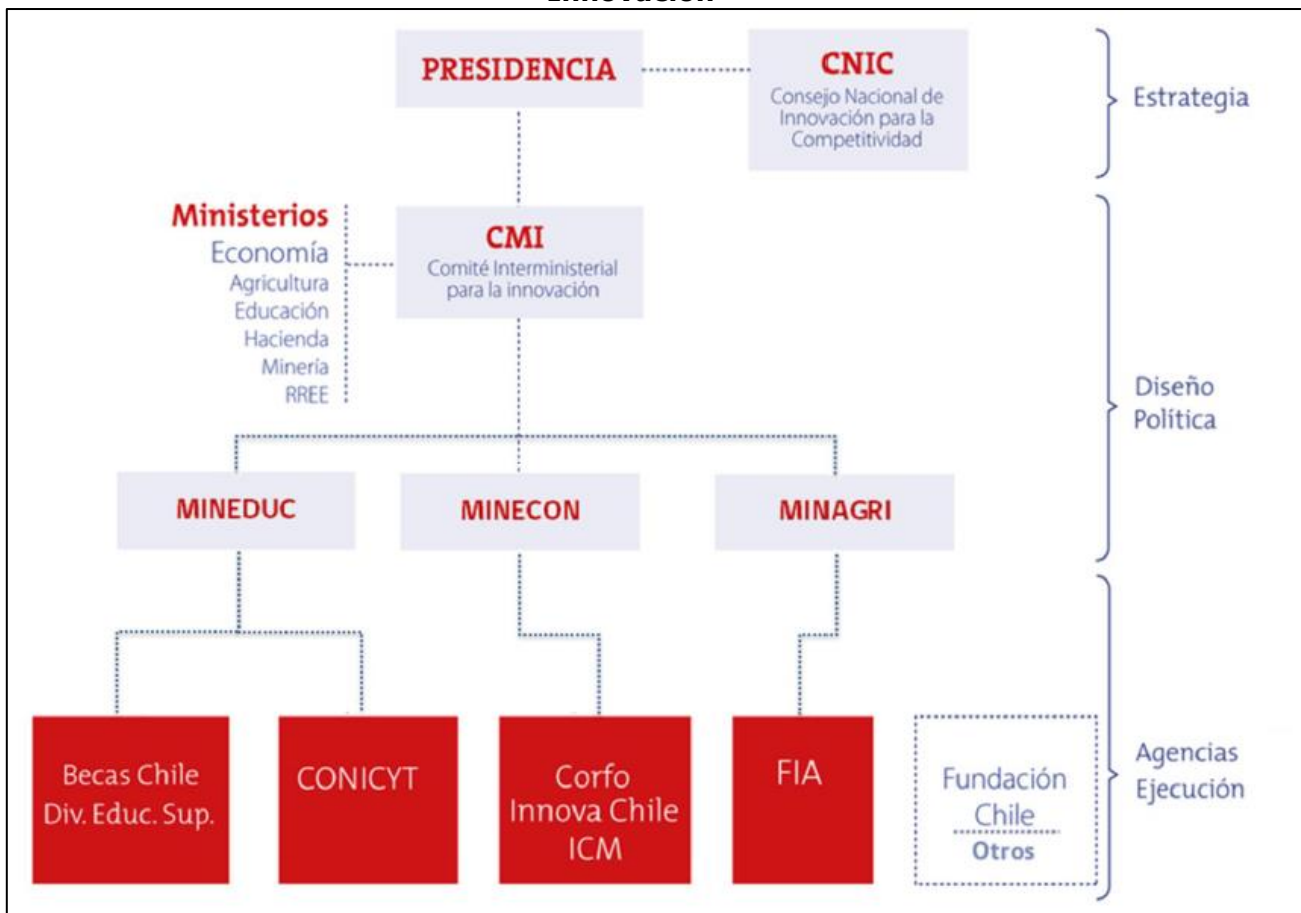 PRESIDENCIA
CNIC
Consejo Nacional de
Innovación para la
Competitividad
Estrategia
Ministerios
Economía
Agricultura
Educación
Hacienda
Minería
RREE
CMI
Comité Interministerial
para la innovación
Diseño
Política
MINEDUC
MINECON
MINAGRI
Becas Chile
Div. Educ. Sup.
CONICYT
Corfo
Innova Chile
ICM
FIA
Fundación
Chile
Otros
Agencias
Ejecución